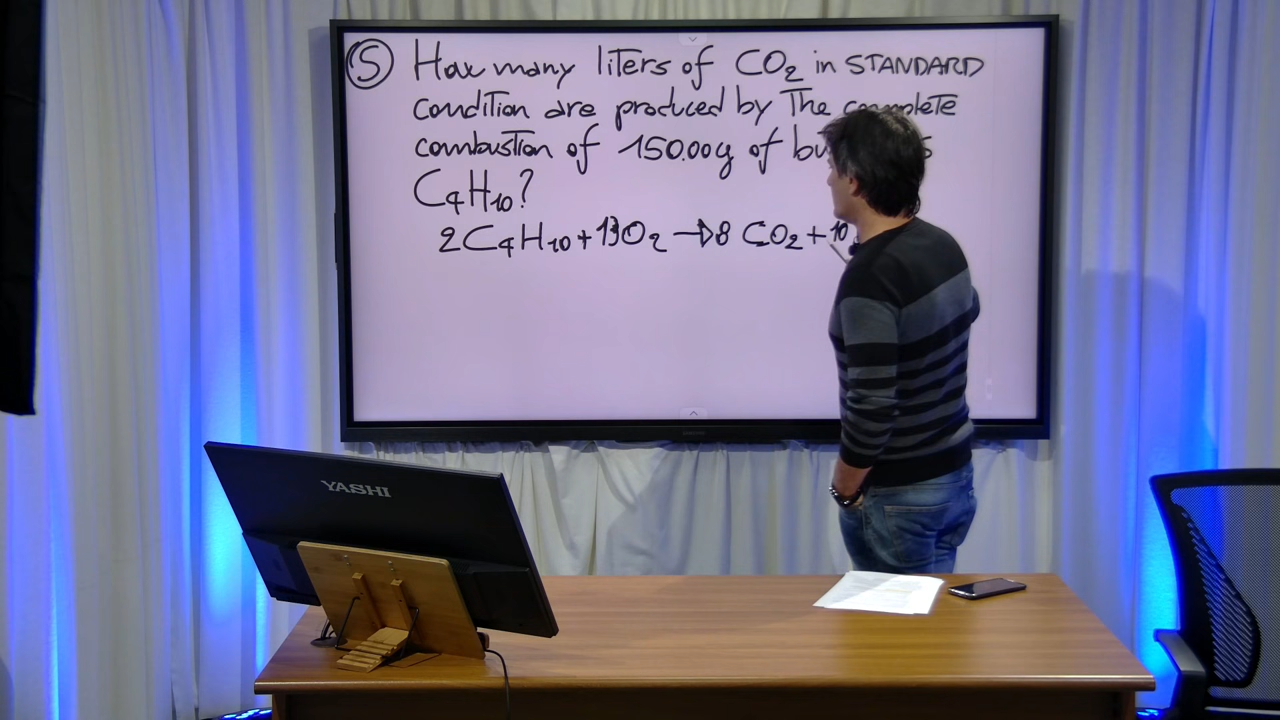 5 How many liters of CO2 in STANDARD
condition are produced by The complete
combustion of 150.00g of
C4H10?
2C4H10+13O2→8 CO2+10
YASHI